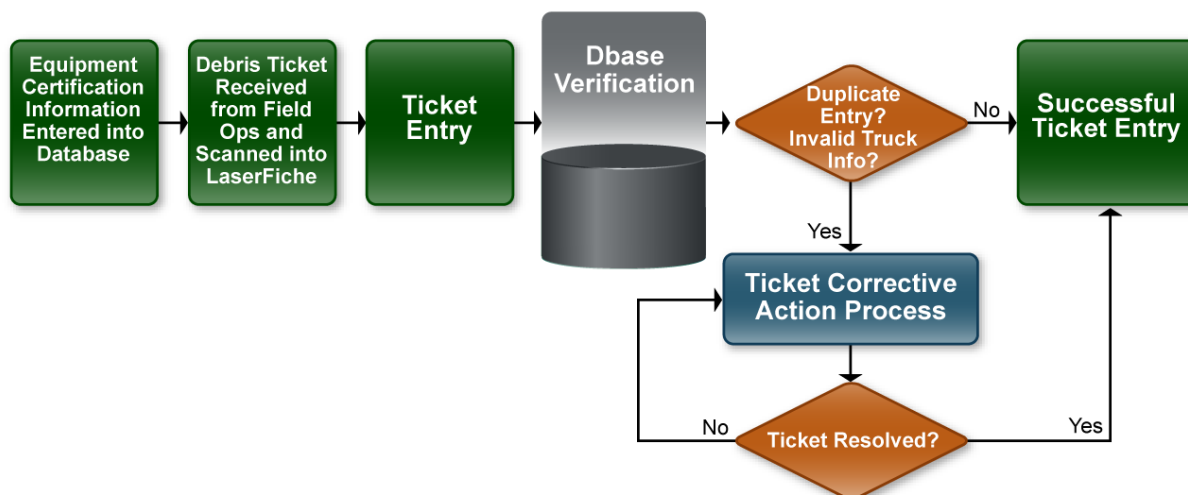 Equipment
Certification
Information
Entered into
Database
Debris Ticket
Received
from Field
Ops and
Scanned into
LaserFiche
Ticket
Entry
Dbase
Verification
Duplicate
Entry?
Invalid Truck
Info?
No
Successful
Ticket Entry
Yes
Ticket Corrective
Action Process
No
Ticket Resolved?
Yes